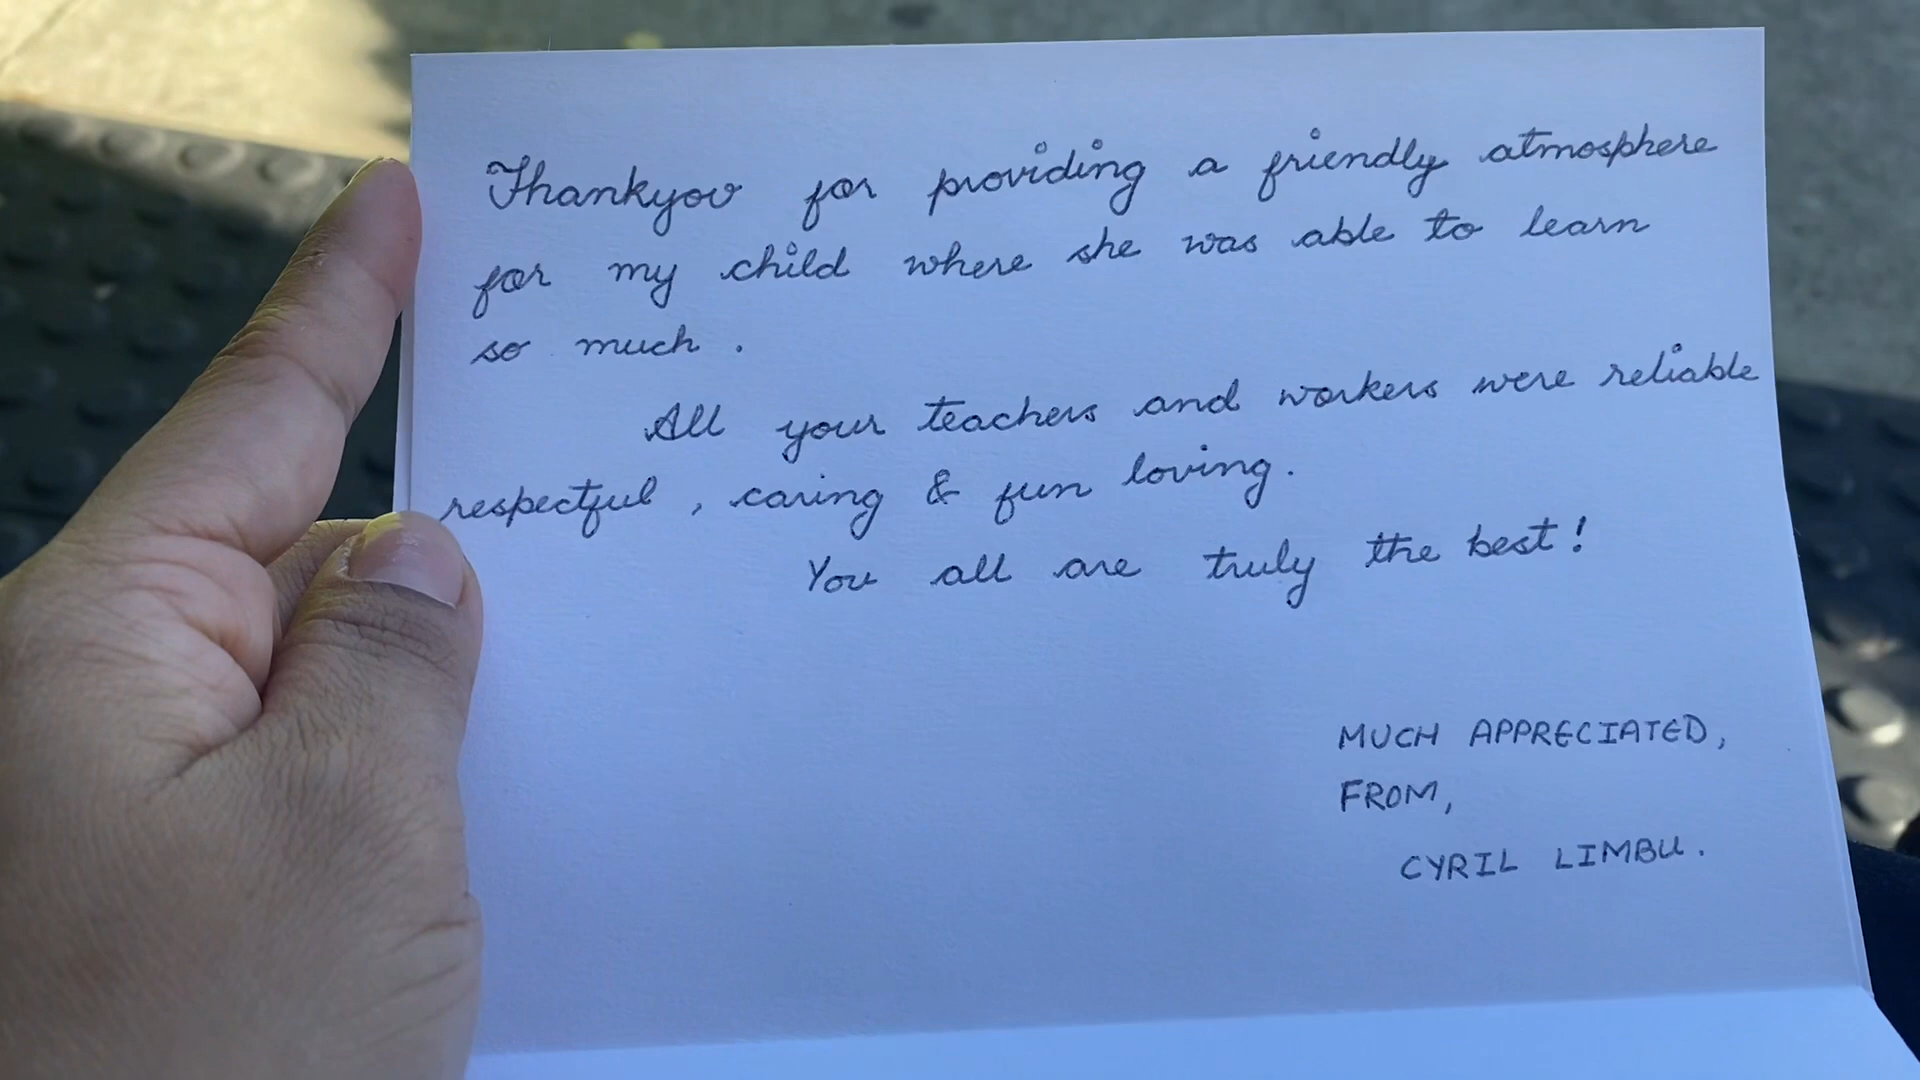 Thankyou for providing a friendly atmosphere
for my child where she was able to learn
so much .
All your teachers and workers were reliable
respectful , caring & fun loving.
You all are truly the best!
MUCH APPRECIATED,
FROM,
CYRIL LIMBU.